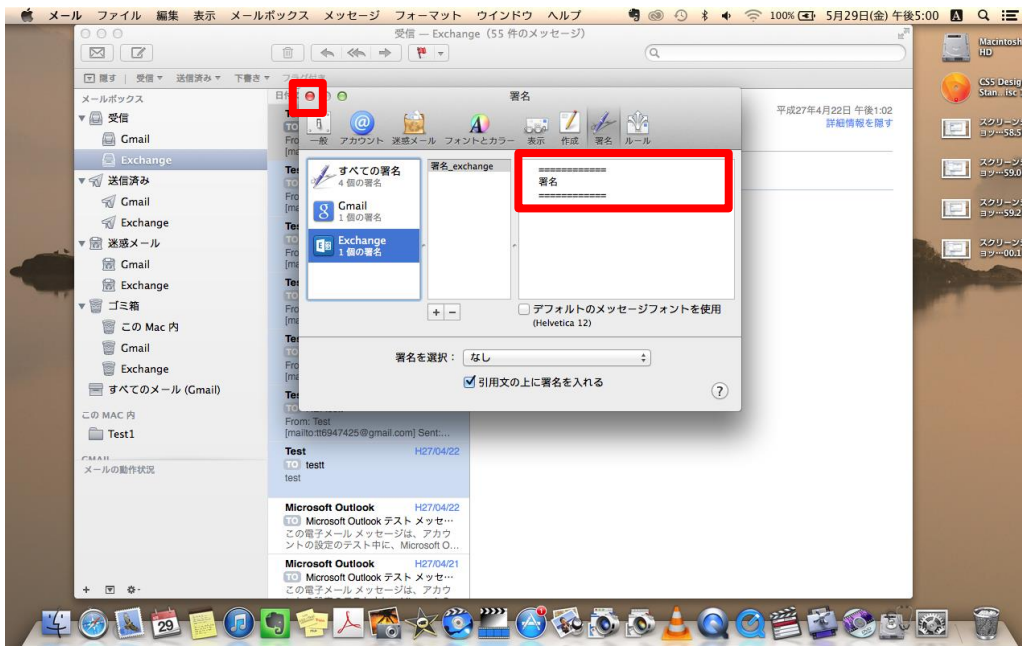 メール ファイル 編集 表示 メールボックス メッセージ フォーマット ウインドウ ヘルプ 100% 5月29日(金) 午後5:00
受信 — Exchange (55 件のメッセージ)
隠す 受信 送信済み 下書き フラグ付き
メールボックス
受信
Gmail
Exchange
送信済み
Gmail
Exchange
迷惑メール
Gmail
Exchange
ゴミ箱
この Mac 内
Gmail
Exchange
すべてのメール (Gmail)
この MAC 内
Test1
GMAIL
メールの動作状況
署名
一般 アカウント 迷惑メール フォントとカラー 表示 作成 署名 ルール
すべての署名
4 個の署名
Gmail
1 個の署名
Exchange
1 個の署名
署名_exchange
============
署名
============
+ −
デフォルトのメッセージフォントを使用
(Helvetica 12)
署名を選択： なし
引用文の上に署名を入れる
?
From: Test
[mailto:tt6947425@gmail.com] Sent:…
Test H27/04/22
TO testt
test
Microsoft Outlook H27/04/22
TO Microsoft Outlook テスト メッセ…
この電子メール メッセージは、アカウ
ントの設定のテスト中に、Microsoft O…
Microsoft Outlook H27/04/21
TO Microsoft Outlook テスト メッセ…
この電子メール メッセージは、アカウ
平成27年4月22日 午後1:02
詳細情報を隠す
Macintosh
HD
CS5 Desig
Stan...isc
スクリーン
ョッ…58.5
スクリーン
ョッ…59.0
スクリーン
ョッ…59.2
スクリーン
ョッ…00.1
29